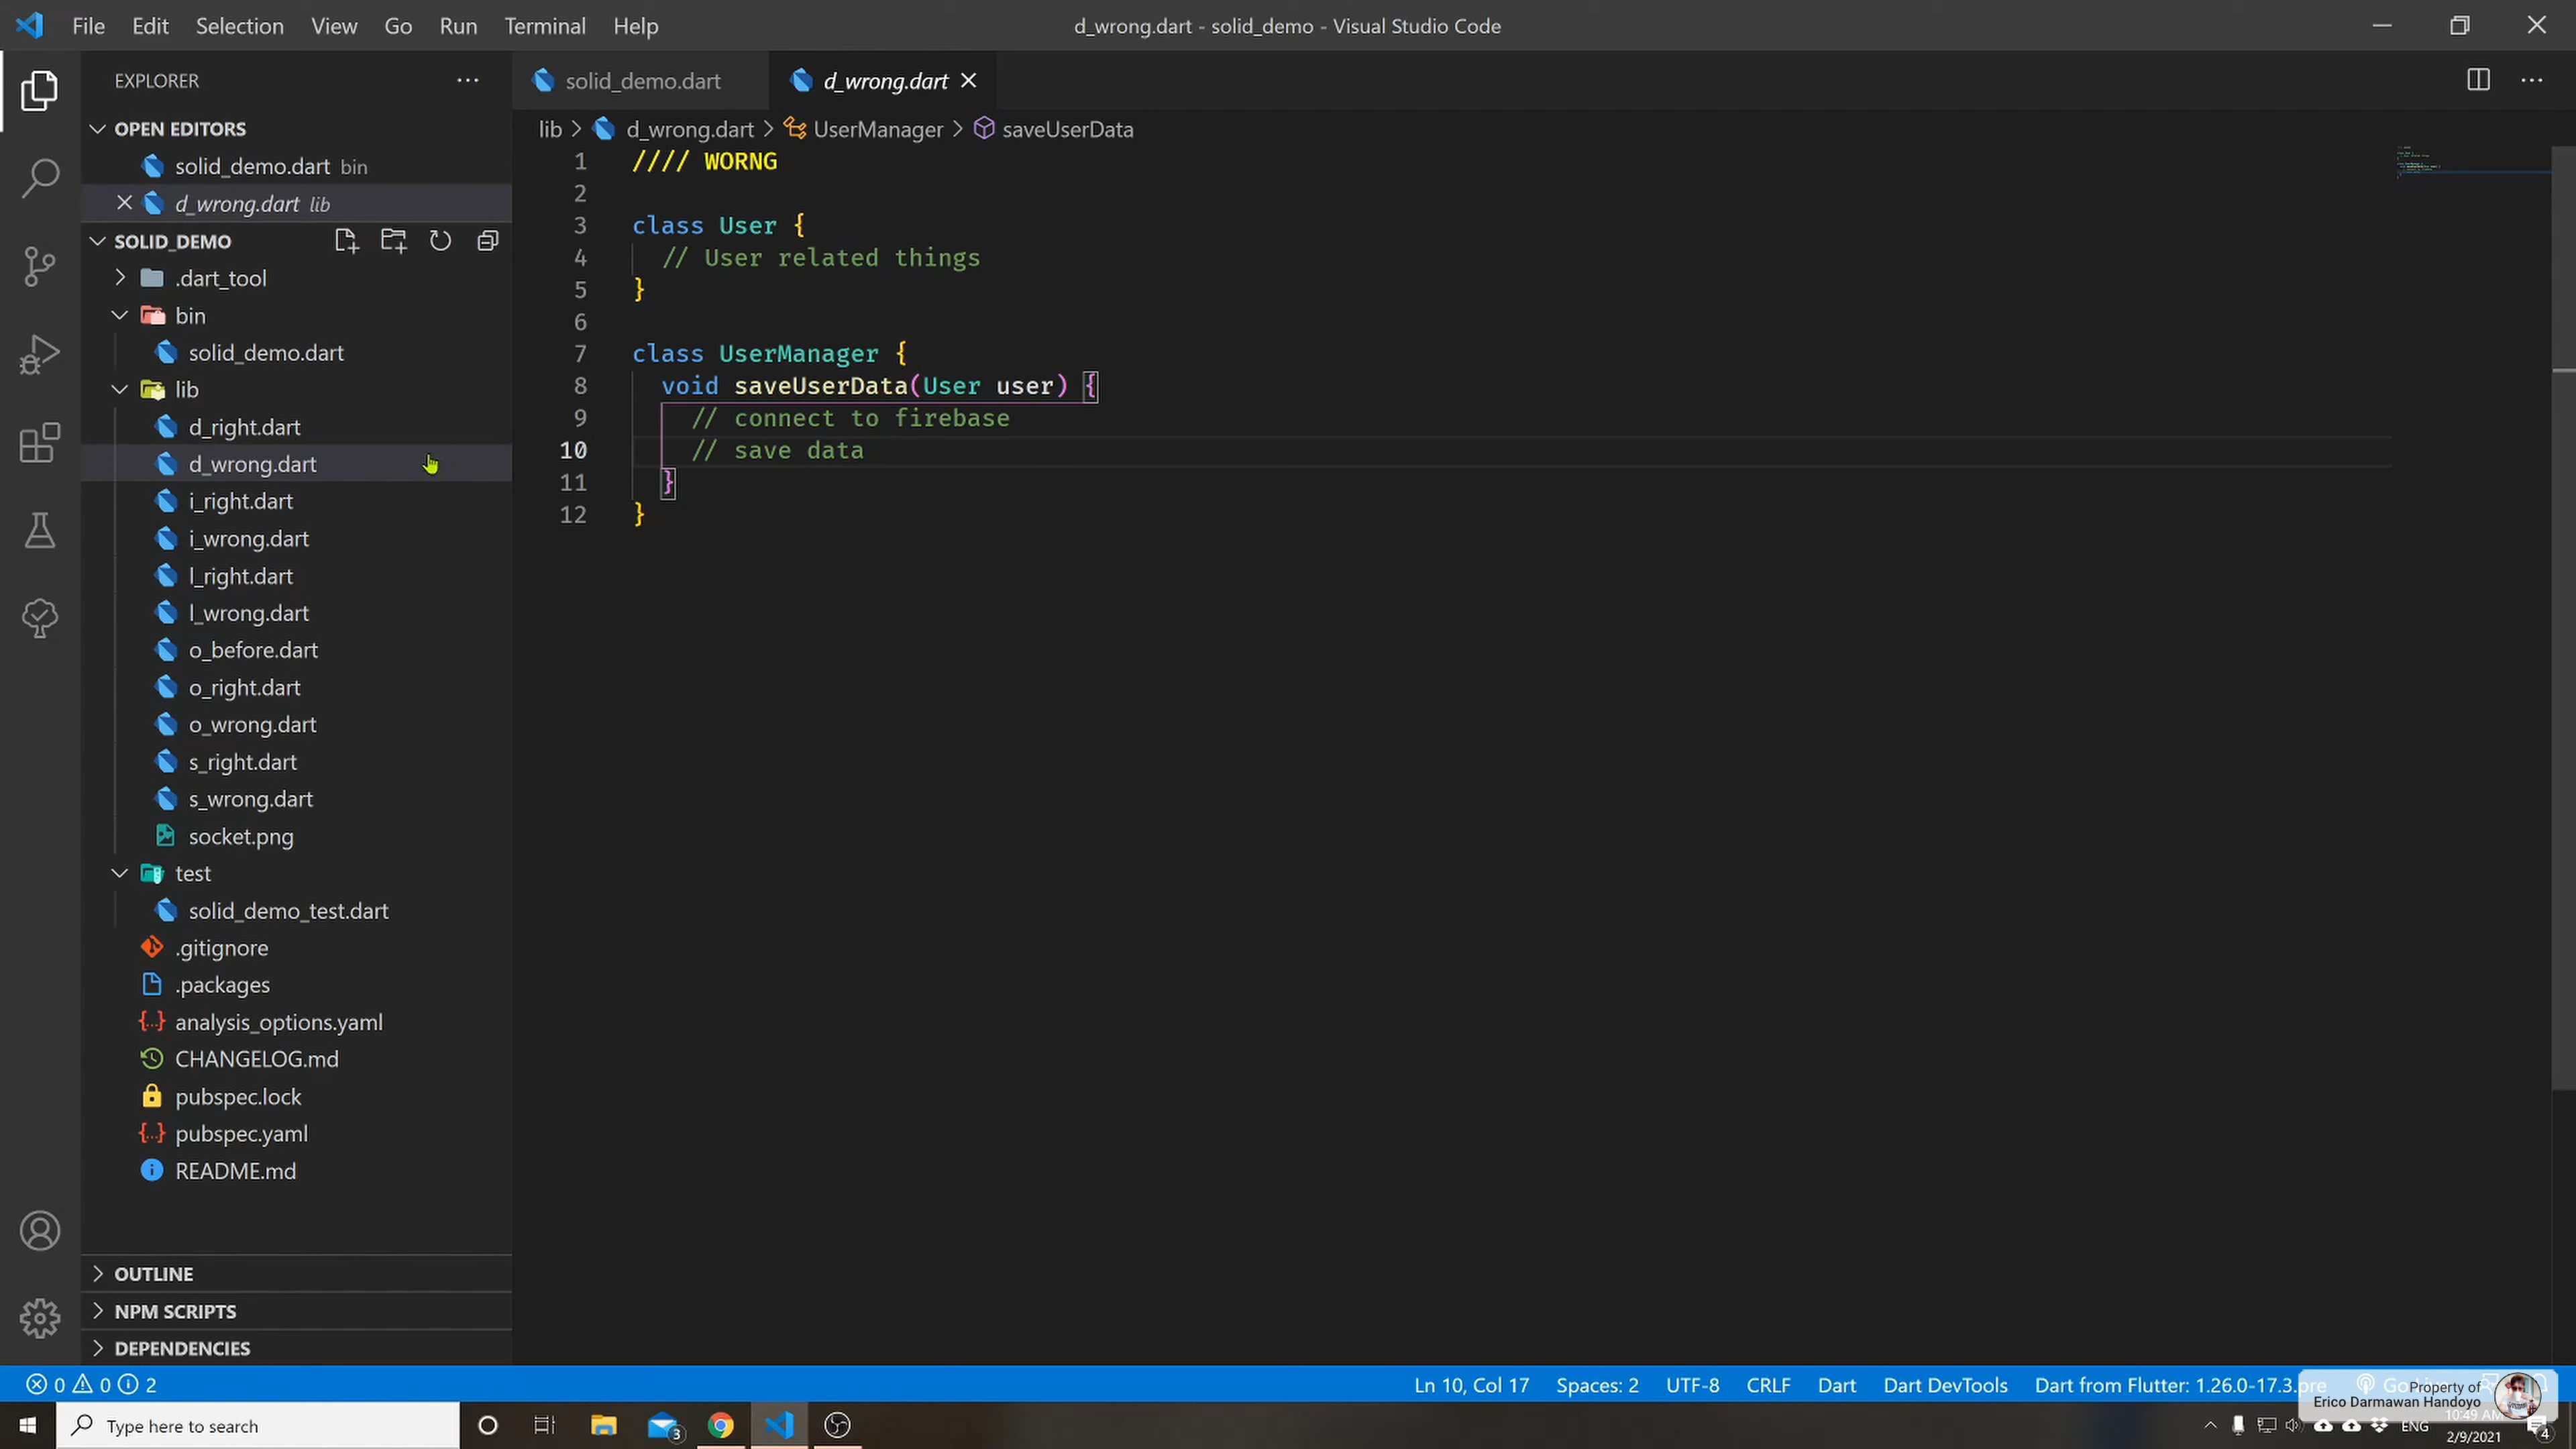 File Edit Selection View Go Run Terminal Help
d_wrong.dart - solid_demo - Visual Studio Code
EXPLORER
OPEN EDITORS
solid_demo.dart bin
d_wrong.dart lib
SOLID_DEMO
.dart_tool
bin
solid_demo.dart
lib
d_right.dart
d_wrong.dart
i_right.dart
i_wrong.dart
l_right.dart
l_wrong.dart
o_before.dart
o_right.dart
o_wrong.dart
s_right.dart
s_wrong.dart
socket.png
test
solid_demo_test.dart
.gitignore
.packages
analysis_options.yaml
CHANGELOG.md
pubspec.lock
pubspec.yaml
README.md
OUTLINE
NPM SCRIPTS
DEPENDENCIES
solid_demo.dart
d_wrong.dart
lib > d_wrong.dart > UserManager > saveUserData
1 //// WORNG
2
3 class User {
4 // User related things
5 }
6
7 class UserManager {
8 void saveUserData(User user) {
9 // connect to firebase
10 // save data
11 }
12 }
0 0 2
Ln 10, Col 17 Spaces: 2 UTF-8 CRLF Dart Dart DevTools Dart from Flutter: 1.26.0-17.3.pre
Property of
Erico Darmawan Handoyo
Type here to search
3
ENG
10:49 AM
2/9/2021
4